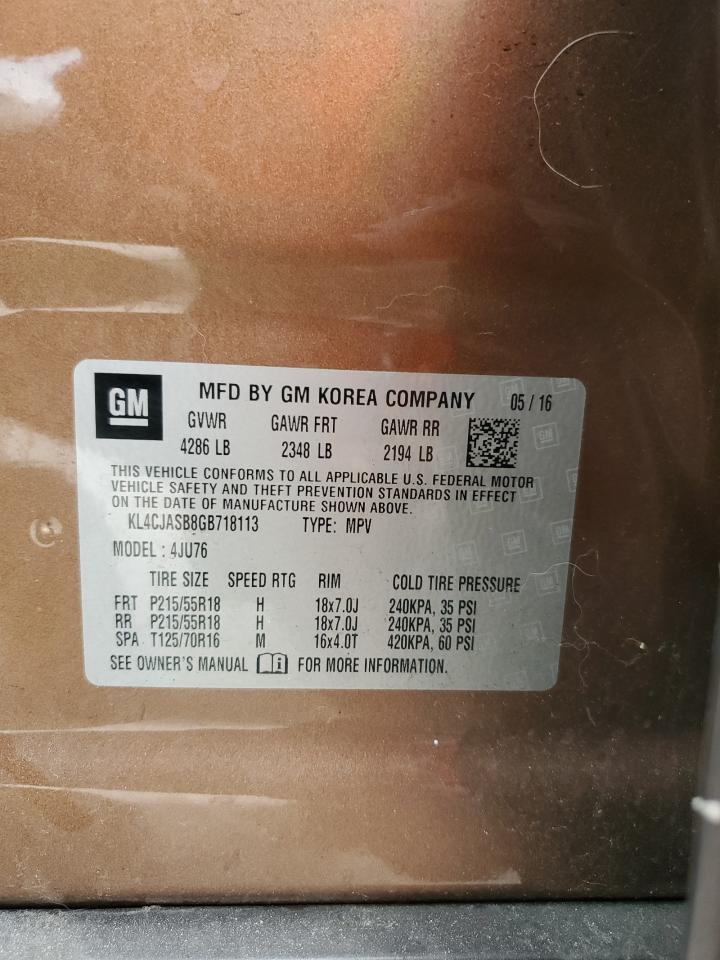 GM MFD BY GM KOREA COMPANY 05 / 16
GVWR GAWR FRT GAWR RR
4286 LB 2348 LB 2194 LB
THIS VEHICLE CONFORMS TO ALL APPLICABLE U.S. FEDERAL MOTOR
VEHICLE SAFETY AND THEFT PREVENTION STANDARDS IN EFFECT
ON THE DATE OF MANUFACTURE SHOWN ABOVE.
KL4CJASB8GB718113 TYPE: MPV
MODEL : 4JU76
TIRE SIZE SPEED RTG RIM COLD TIRE PRESSURE
FRT P215/55R18 H 18x7.0J 240KPA, 35 PSI
RR P215/55R18 H 18x7.0J 240KPA, 35 PSI
SPA T125/70R16 M 16x4.0T 420KPA, 60 PSI
SEE OWNER'S MANUAL i FOR MORE INFORMATION.